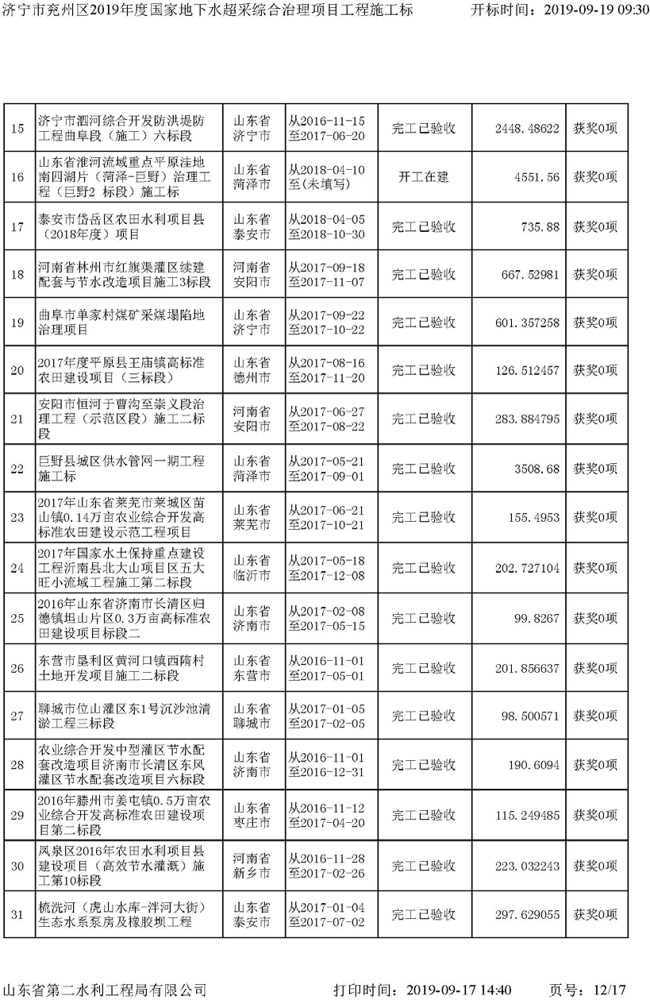 济宁市兖州区2019年度国家地下水超采综合治理项目工程施工标 开标时间：2019-09-19 09:30
15 济宁市泗河综合开发防洪堤防 山东省 从2016-11-15 完工已验收 2448.48622 获奖0项
工程曲阜段（施工）六标段 济宁市 至2017-06-20
16 山东省淮河流域重点平原洼地 山东省 从2018-04-10 开工在建 4551.56 获奖0项
南四湖片（菏泽-巨野）治理工 菏泽市 至(未填写)
程（巨野2 标段）施工标
17 泰安市岱岳区农田水利项目县 山东省 从2018-04-05 完工已验收 735.88 获奖0项
（2018年度）项目 泰安市 至2018-10-30
18 河南省林州市红旗渠灌区续建 河南省 从2017-09-18 完工已验收 667.52981 获奖0项
配套与节水改造项目施工3标段 安阳市 至2017-11-07
19 曲阜市单家村煤矿采煤塌陷地 山东省 从2017-09-22 完工已验收 601.357258 获奖0项
治理项目 济宁市 至2017-10-22
20 2017年度平原县王庙镇高标准 山东省 从2017-08-16 完工已验收 126.512457 获奖0项
农田建设项目（三标段） 德州市 至2017-11-20
21 安阳市恒河于曹沟至崇义段治 河南省 从2017-06-27 完工已验收 283.884795 获奖0项
理工程（示范区段）施工二标 安阳市 至2017-08-22
段
22 巨野县城区供水管网一期工程 山东省 从2017-05-21 完工已验收 3508.68 获奖0项
施工标 菏泽市 至2017-09-01
23 2017年山东省莱芜市莱城区苗 山东省 从2017-06-21 完工已验收 155.4953 获奖0项
山镇0.14万亩农业综合开发高 莱芜市 至2017-10-21
标准农田建设示范工程项目
24 2017年国家水土保持重点建设 山东省 从2017-05-18 完工已验收 202.727104 获奖0项
工程沂南县北大山项目区五大 临沂市 至2017-12-08
旺小流域工程施工第二标段
25 2016年山东省济南市长清区归 山东省 从2017-02-08 完工已验收 99.8267 获奖0项
德镇坦山片区0.3万亩高标准农 济南市 至2017-05-15
田建设项目标段二
26 东营市垦利区黄河口镇西隋村 山东省 从2016-11-01 完工已验收 201.856637 获奖0项
土地开发项目施工二标段 东营市 至2017-05-01
27 聊城市位山灌区东1号沉沙池清 山东省 从2017-01-05 完工已验收 98.500571 获奖0项
淤工程三标段 聊城市 至2017-02-05
28 农业综合开发中型灌区节水配 山东省 从2016-11-01 完工已验收 190.6094 获奖0项
套改造项目济南市长清区东风 济南市 至2016-12-31
灌区节水配套改造项目六标段
29 2016年滕州市姜屯镇0.5万亩农 山东省 从2016-11-12 完工已验收 115.249485 获奖0项
业综合开发高标准农田建设项 枣庄市 至2017-04-20
目第二标段
30 凤泉区2016年农田水利项目县 河南省 从2016-11-28 完工已验收 223.032243 获奖0项
建设项目（高效节水灌溉）施 新乡市 至2017-02-26
工第10标段
31 梳洗河（虎山水库-泮河大街） 山东省 从2017-01-04 完工已验收 297.629055 获奖0项
生态水系泵房及橡胶坝工程 泰安市 至2017-07-02
山东省第二水利工程局有限公司 打印时间：2019-09-17 14:40 页号：12/17